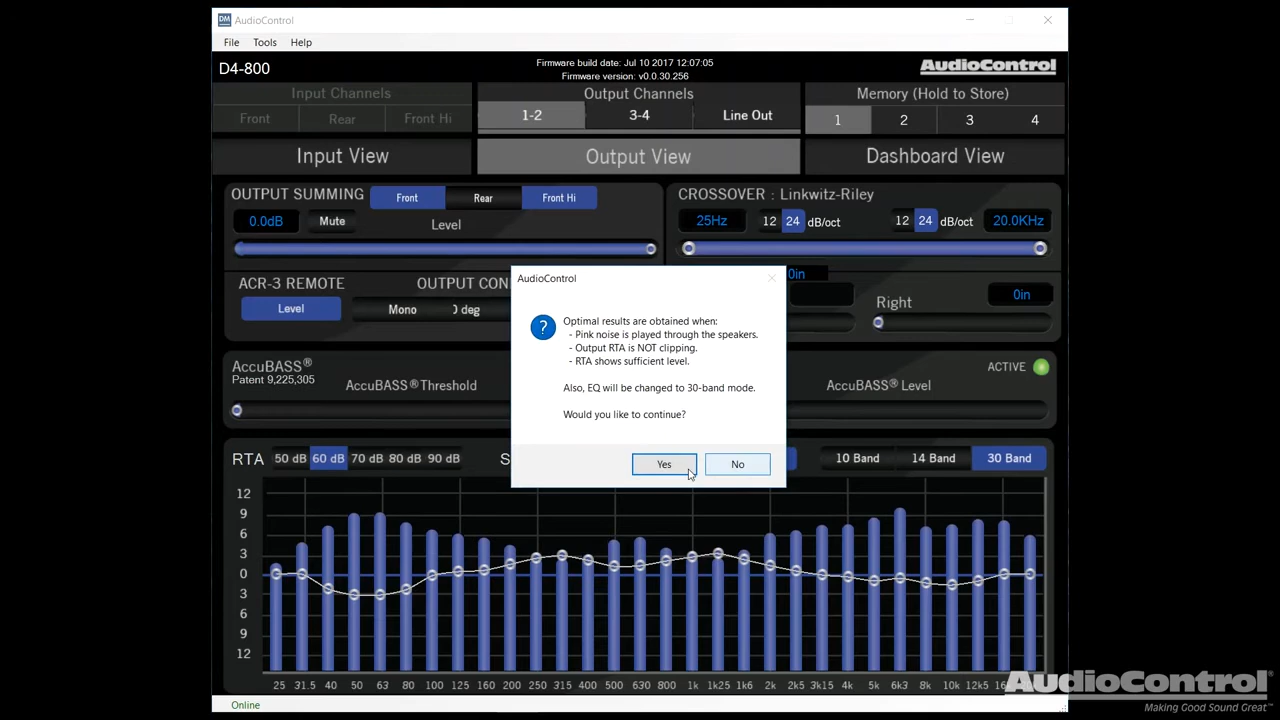 DM AudioControl
File Tools Help
D4-800
Firmware build date: Jul 10 2017 12:07:05
Firmware version: v0.0.30.256
AudioControl
Input Channels
Output Channels
Memory (Hold to Store)
Front Rear Front Hi
1-2 3-4 Line Out
1 2 3 4
Input View
Output View
Dashboard View
OUTPUT SUMMING Front Rear Front Hi
0.0dB Mute Level
CROSSOVER : Linkwitz-Riley
25Hz 12 24 dB/oct 12 24 dB/oct 20.0KHz
ACR-3 REMOTE
Level
Mono
0in
Right 0in
AudioControl
? Optimal results are obtained when:
- Pink noise is played through the speakers.
- Output RTA is NOT clipping.
- RTA shows sufficient level.
Also, EQ will be changed to 30-band mode.
Would you like to continue?
Yes No
AccuBASS®
Patent 9,225,305
AccuBASS® Threshold
AccuBASS® Level
ACTIVE
RTA 50 dB 60 dB 70 dB 80 dB 90 dB
10 Band 14 Band 30 Band
12
9
6
3
0
3
6
9
12
25 31.5 40 50 63 80 100 125 160 200 250 315 400 500 630 800 1k 1k25 1k6 2k 2k5 3k15 4k 5k 6k3 8k 10k 12k5
Online
AudioControl
Making Good Sound Great™